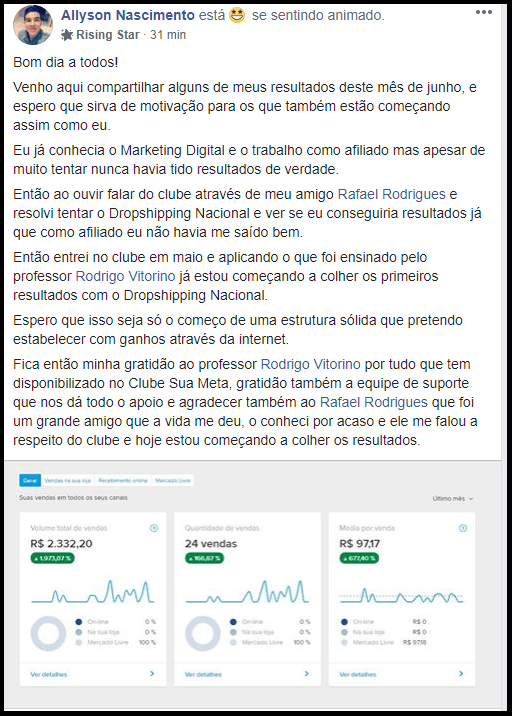 Allyson Nascimento está se sentindo animado.
Rising Star · 31 min
Bom dia a todos!
Venho aqui compartilhar alguns de meus resultados deste mês de junho, e
espero que sirva de motivação para os que também estão começando
assim como eu.
Eu já conhecia o Marketing Digital e o trabalho como afiliado mas apesar de
muito tentar nunca havia tido resultados de verdade.
Então ao ouvir falar do clube através de meu amigo Rafael Rodrigues e
resolvi tentar o Dropshipping Nacional e ver se eu conseguiria resultados já
que como afiliado eu não havia me saído bem.
Então entrei no clube em maio e aplicando o que foi ensinado pelo
professor Rodrigo Vitorino já estou começando a colher os primeiros
resultados com o Dropshipping Nacional.
Espero que isso seja só o começo de uma estrutura sólida que pretendo
estabelecer com ganhos através da internet.
Fica então minha gratidão ao professor Rodrigo Vitorino por tudo que tem
disponibilizado no Clube Sua Meta, gratidão também a equipe de suporte
que nos dá todo o apoio e agradecer também ao Rafael Rodrigues que foi
um grande amigo que a vida me deu, o conheci por acaso e ele me falou a
respeito do clube e hoje estou começando a colher os resultados.
Geral Vendas na sua loja Recebimento online Mercado Livre
Suas vendas em todos os seus canais Último mês
Volume total de vendas Quantidade de vendas Média por venda
R$ 2.332,20 24 vendas R$ 97,17
1.973,07 % 166,67 % 677,40 %
On-line 0 % On-line 0 % On-line R$ 0
Na sua loja 0 % Na sua loja 0 % Na sua loja R$ 0
Mercado Livre 100 % Mercado Livre 100 % Mercado Livre R$ 97,18
Ver detalhes Ver detalhes Ver detalhes